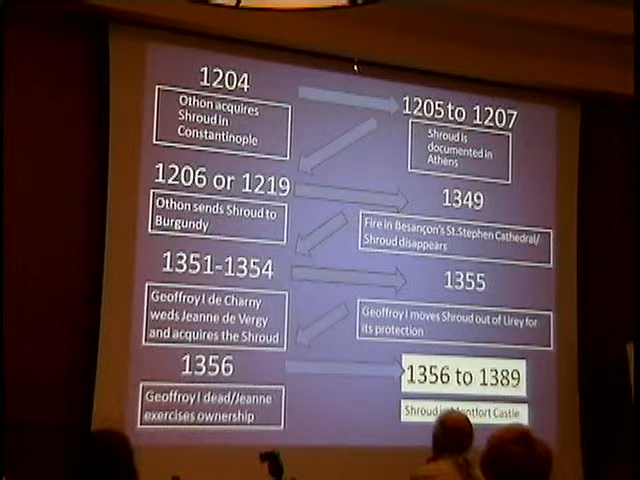 1204
Othon acquires
Shroud in
Constantinople
1205 to 1207
Shroud is
documented in
Athens
1206 or 1219
Othon sends Shroud to
Burgundy
1349
Fire in Besançon's St.Stephen Cathedral/
Shroud disappears
1351-1354
Geoffroy I de Charny
weds Jeanne de Vergy
and acquires the Shroud
1355
Geoffroy I moves Shroud out of Lirey for
its protection
1356
Geoffroy I dead/Jeanne
exercises ownership
1356 to 1389
Shroud in Montfort Castle